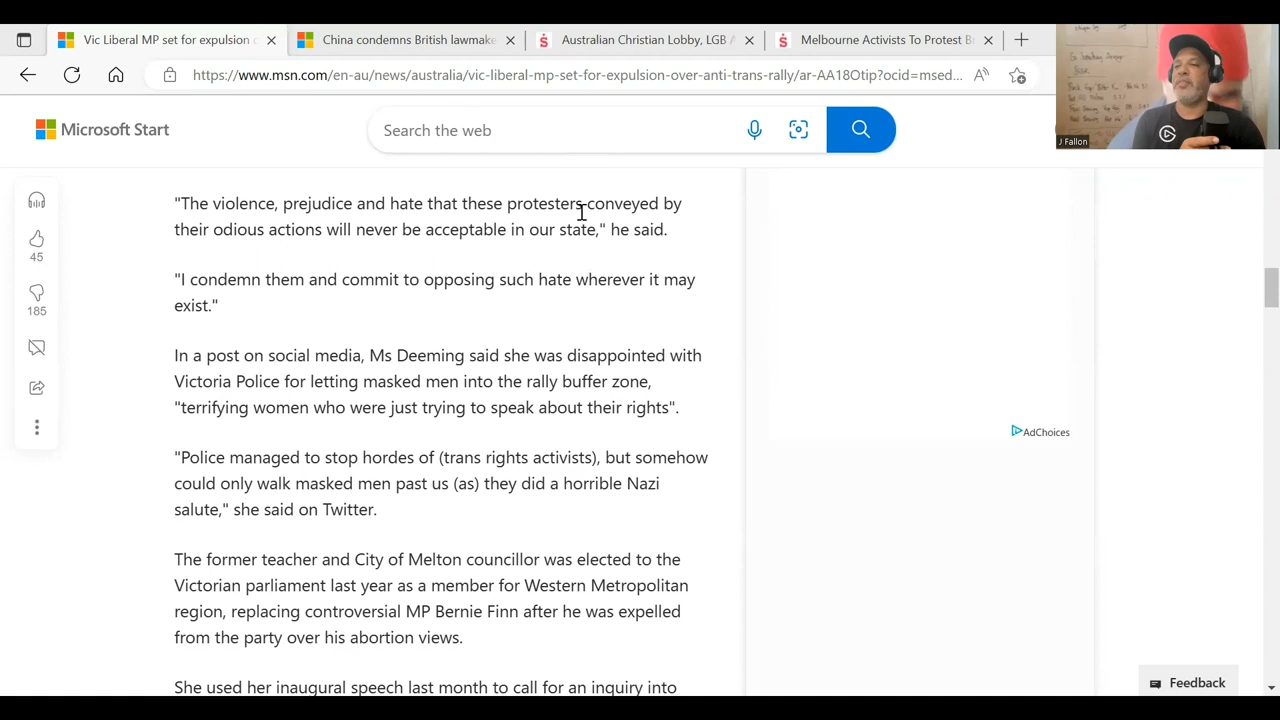 Vic Liberal MP set for expulsion
China condemns British lawmake
Australian Christian Lobby, LGB
Melbourne Activists To Protest B
https://www.msn.com/en-au/news/australia/vic-liberal-mp-set-for-expulsion-over-anti-trans-rally/ar-AA18Otip?ocid=msed...
J Fallon
Microsoft Start
Search the web
"The violence, prejudice and hate that these protesters conveyed by
their odious actions will never be acceptable in our state," he said.
45
"I condemn them and commit to opposing such hate wherever it may
exist."
185
In a post on social media, Ms Deeming said she was disappointed with
Victoria Police for letting masked men into the rally buffer zone,
"terrifying women who were just trying to speak about their rights".
AdChoices
"Police managed to stop hordes of (trans rights activists), but somehow
could only walk masked men past us (as) they did a horrible Nazi
salute," she said on Twitter.
The former teacher and City of Melton councillor was elected to the
Victorian parliament last year as a member for Western Metropolitan
region, replacing controversial MP Bernie Finn after he was expelled
from the party over his abortion views.
She used her inaugural speech last month to call for an inquiry into
Feedback